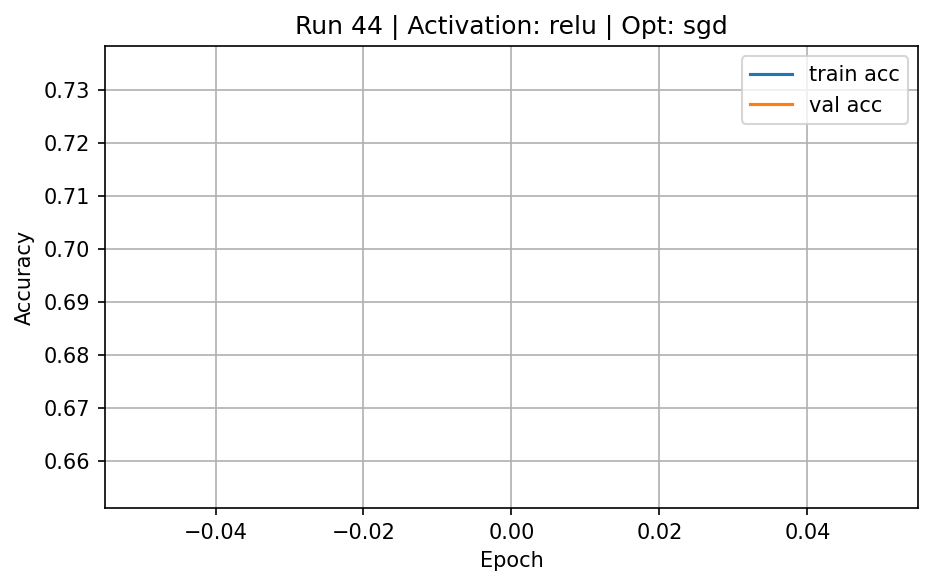 Run 44 | Activation: relu | Opt: sgd
train acc
val acc
0.73
0.72
0.71
0.70
0.69
0.68
0.67
0.66
Accuracy
−0.04
−0.02
0.00
0.02
0.04
Epoch